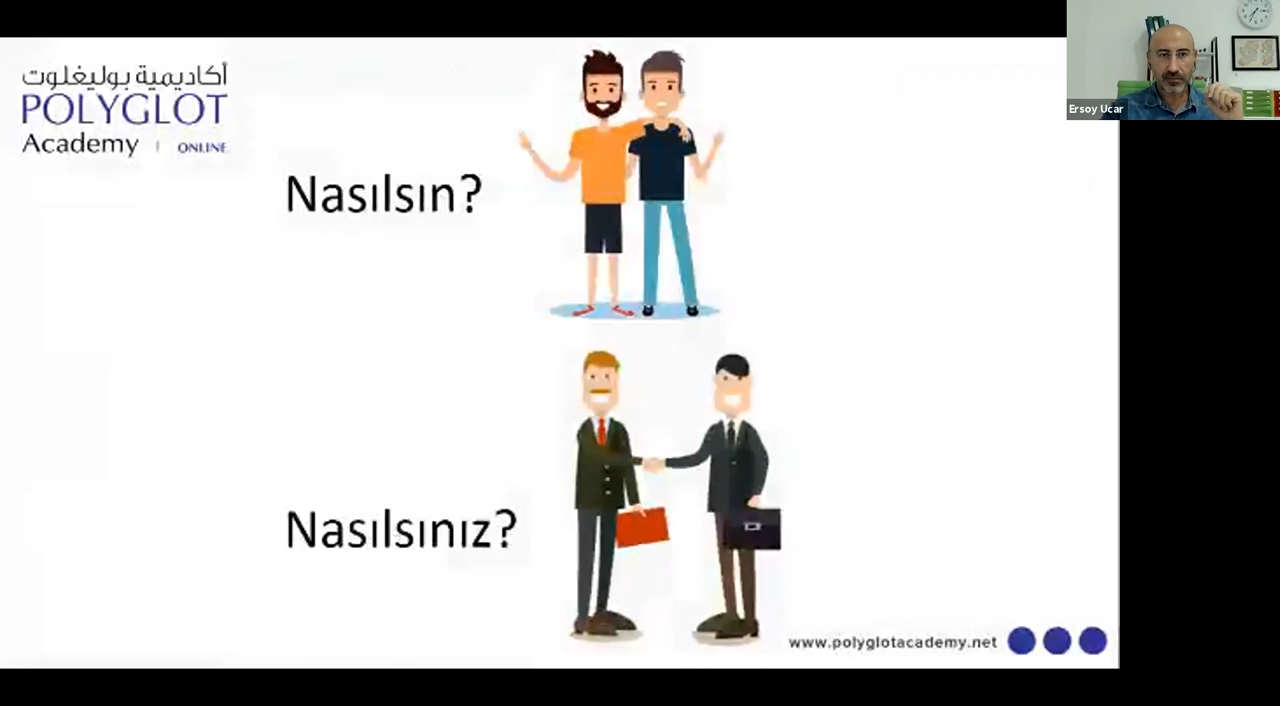 أكاديمية بوليغلوت
POLYGLOT
Academy | ONLINE
Ersoy Ucar
Nasılsın?
Nasılsınız?
www.polyglotacademy.net